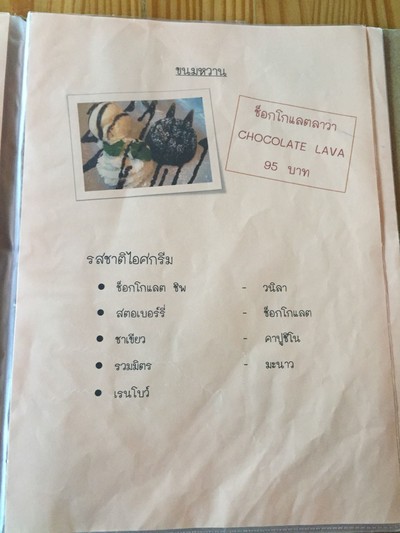 ขนมหวาน
ช็อกโกแลตลาวา
CHOCOLATE LAVA
95 บาท
รสชาติไอศกรีม
● ช็อกโกแลต ชิพ - วนิลา
● สตอเบอร์รี่ - ช็อกโกแลต
● ชาเขียว - คาปูชิโน
● รวมมิตร - มะนาว
● เรนโบว์